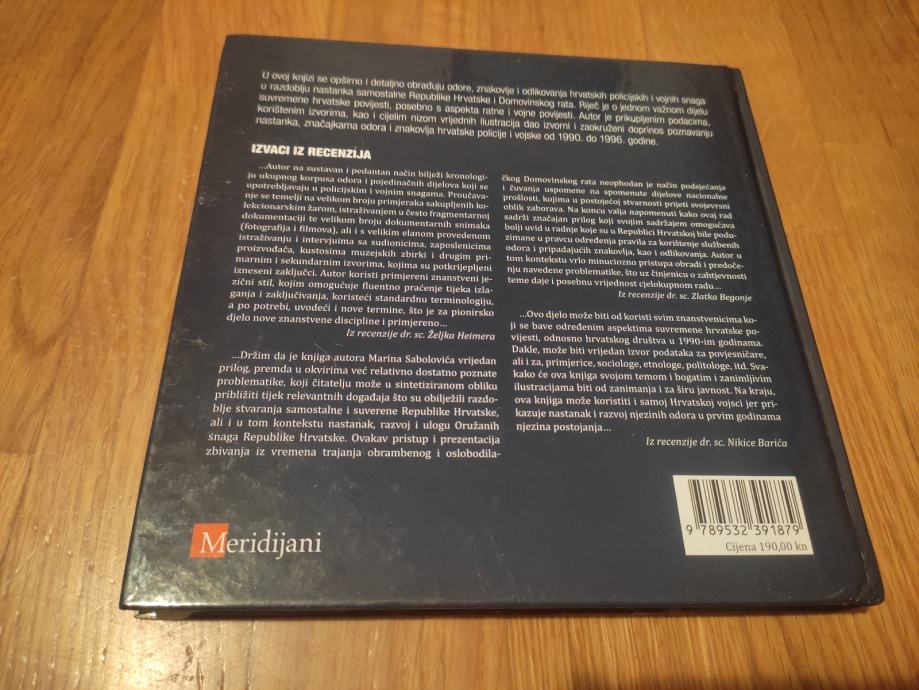 U ovoj knjizi se opširno i detaljno obrađuju odore, znakovlje i odlikovanja hrvatskih policijskih i vojnih snaga
u razdoblju nastanka samostalne Republike Hrvatske i Domovinskog rata. Riječ je o jednom važnom dijelu
suvremene hrvatske povijesti, posebno s aspekta ratne i vojne povijesti. Autor je prikupljenim podacima,
korištenim izvorima, kao i cijelim nizom vrijednih ilustracija dao izvorni i zaokruženi doprinos poznavanju
nastanka, značajkama odora i znakovlja hrvatske policije i vojske od 1990. do 1996. godine.
IZVACI IZ RECENZIJA
...Autor na sustavan i pedantan način bilježi kronologi-
ju ukupnog korpusa odora i pojedinačnih dijelova koji se
upotrebljavaju u policijskim i vojnim snagama. Proučava-
nje se temelji na velikom broju primjeraka sakupljenih ko-
lekcionarskim žarom, istraživanjem u često fragmentarnoj
dokumentaciji te velikom broju dokumentarnih snimaka
(fotografija i filmova), ali i s velikim elanom provedenom
istraživanju i intervjuima sa sudionicima, zaposlenicima
proizvođača, kustosima muzejskih zbirki i drugim pri-
marnim i sekundarnim izvorima, kojima su potkrijepljeni
izneseni zaključci. Autor koristi primjereni znanstveni je-
zični stil, kojim omogućuje fluentno praćenje tijeka izla-
ganja i zaključivanja, koristeći standardnu terminologiju,
a po potrebi, uvodeći i nove termine, što je za pionirsko
djelo nove znanstvene discipline i primjereno...
Iz recenzije dr. sc. Željka Heimera
...Držim da je knjiga autora Marina Sabolovića vrijedan
prilog, premda u okvirima već relativno dostatno poznate
problematike, koji čitatelju može u sintetiziranom obliku
približiti tijek relevantnih događaja što su obilježili razdo-
blje stvaranja samostalne i suverene Republike Hrvatske,
ali i u tom kontekstu nastanak, razvoj i ulogu Oružanih
snaga Republike Hrvatske. Ovakav pristup i prezentacija
zbivanja iz vremena trajanja obrambenog i oslobodila-
čkog Domovinskog rata neophodan je način podsjećanja
i čuvanja uspomene na spomenute dijelove nacionalne
prošlosti, kojima u postojećoj stvarnosti prijeti svojevrsni
oblik zaborava. Na koncu valja napomenuti kako ovaj rad
sadrži značajan prilog koji svojim sadržajem omogućava
bolji uvid u radnje koje su u Republici Hrvatskoj bile podu-
zimane u pravcu određenja pravila za korištenje službenih
odora i pripadajućih znakovlja, kao i odlikovanja. Autor u
tom kontekstu vrlo minuciozno pristupa obradi i predoče-
nju navedene problematike, što uz činjenicu o zahtjevnosti
teme daje i posebnu vrijednost cjelokupnom radu...
Iz recenzije dr. sc. Zlatka Begonje
...Ovo djelo može biti od koristi svim znanstvenicima ko-
ji se bave određenim aspektima suvremene hrvatske po-
vijesti, odnosno hrvatskog društva u 1990-im godinama.
Dakle, može biti vrijedan izvor podataka za povjesničare,
ali i za, primjerice, sociologe, etnologe, politologe, itd. Sva-
kako će ova knjiga svojom temom i bogatim i zanimljivim
ilustracijama biti od zanimanja i za širu javnost. Na kraju,
ova knjiga može koristiti i samoj Hrvatskoj vojsci jer pri-
kazuje nastanak i razvoj njezinih odora u prvim godinama
njezina postojanja...
Iz recenzije dr. sc. Nikice Barića
Meridijani
9 789532 391879
Cijena 190,00 kn